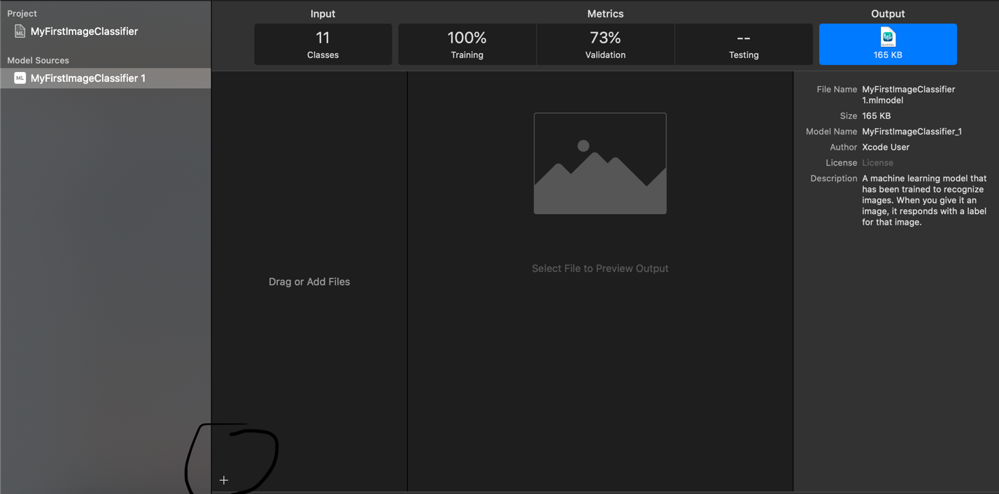 Project
ML MyFirstImageClassifier
Model Sources
ML MyFirstImageClassifier 1
Input
11
Classes
Metrics
100%
Training
73%
Validation
--
Testing
Output
165 KB
Drag or Add Files
+
Select File to Preview Output
File Name MyFirstImageClassifier
1.mlmodel
Size 165 KB
Model Name MyFirstImageClassifier_1
Author Xcode User
License License
Description A machine learning model that
has been trained to recognize
images. When you give it an
image, it responds with a label
for that image.